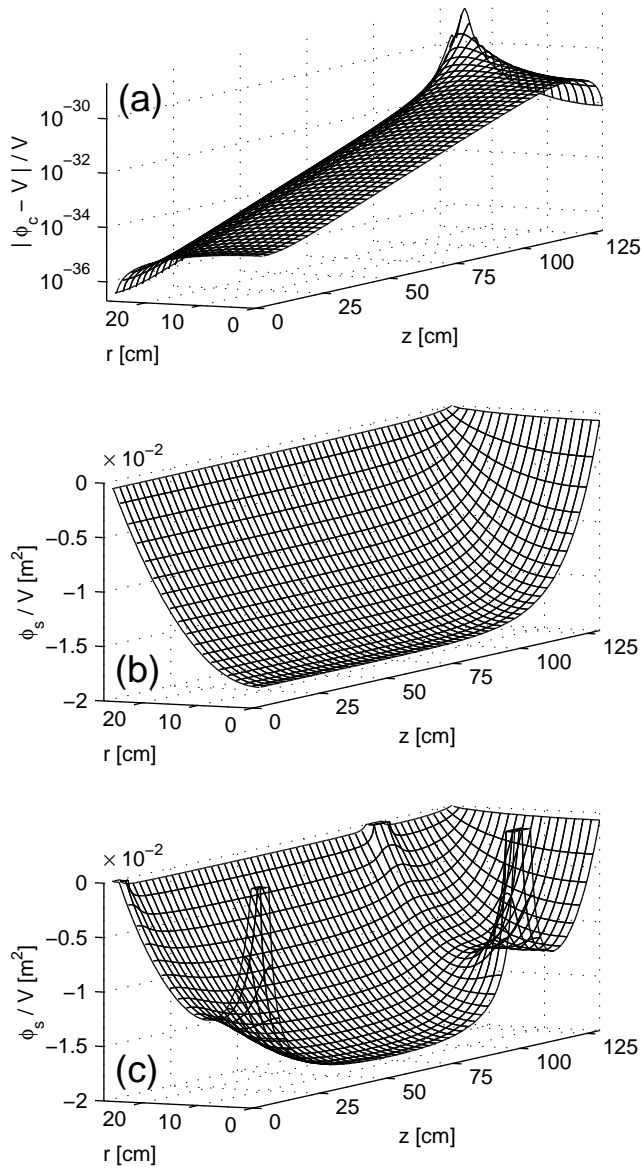 (a)
10⁻³⁰
10⁻³²
10⁻³⁴
10⁻³⁶
| ϕ_c − V | / V
20 10 0
r [cm]
0 25 50 75 100 125
z [cm]
× 10⁻²
0
−0.5
−1
−1.5
−2
ϕ_s / V [m²]
(b)
20 10 0
r [cm]
0 25 50 75 100 125
z [cm]
× 10⁻²
0
−0.5
−1
−1.5
−2
ϕ_s / V [m²]
(c)
20 10 0
r [cm]
0 25 50 75 100 125
z [cm]